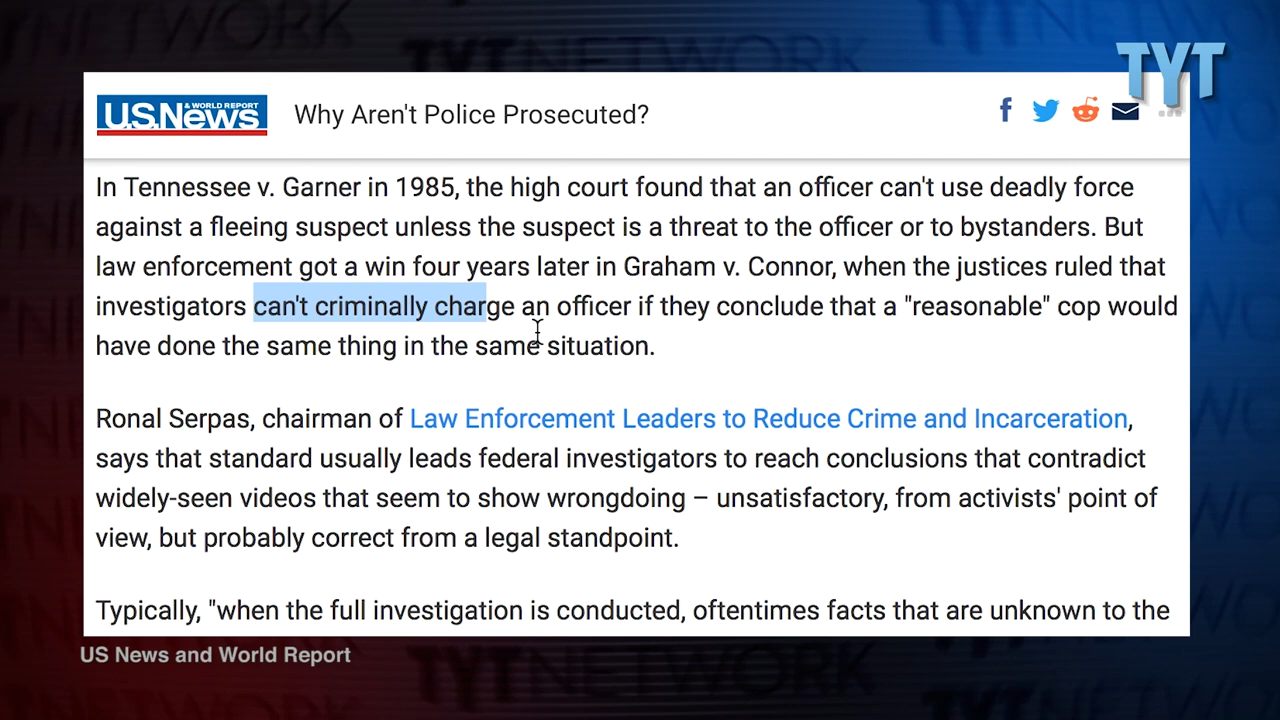 TYT NETWORK
TYT
U.S.News & WORLD REPORT
Why Aren't Police Prosecuted?
In Tennessee v. Garner in 1985, the high court found that an officer can't use deadly force
against a fleeing suspect unless the suspect is a threat to the officer or to bystanders. But
law enforcement got a win four years later in Graham v. Connor, when the justices ruled that
investigators can't criminally charge an officer if they conclude that a "reasonable" cop would
have done the same thing in the same situation.
Ronal Serpas, chairman of Law Enforcement Leaders to Reduce Crime and Incarceration,
says that standard usually leads federal investigators to reach conclusions that contradict
widely-seen videos that seem to show wrongdoing – unsatisfactory, from activists' point of
view, but probably correct from a legal standpoint.
Typically, "when the full investigation is conducted, oftentimes facts that are unknown to the
US News and World Report
TYT NETWORK